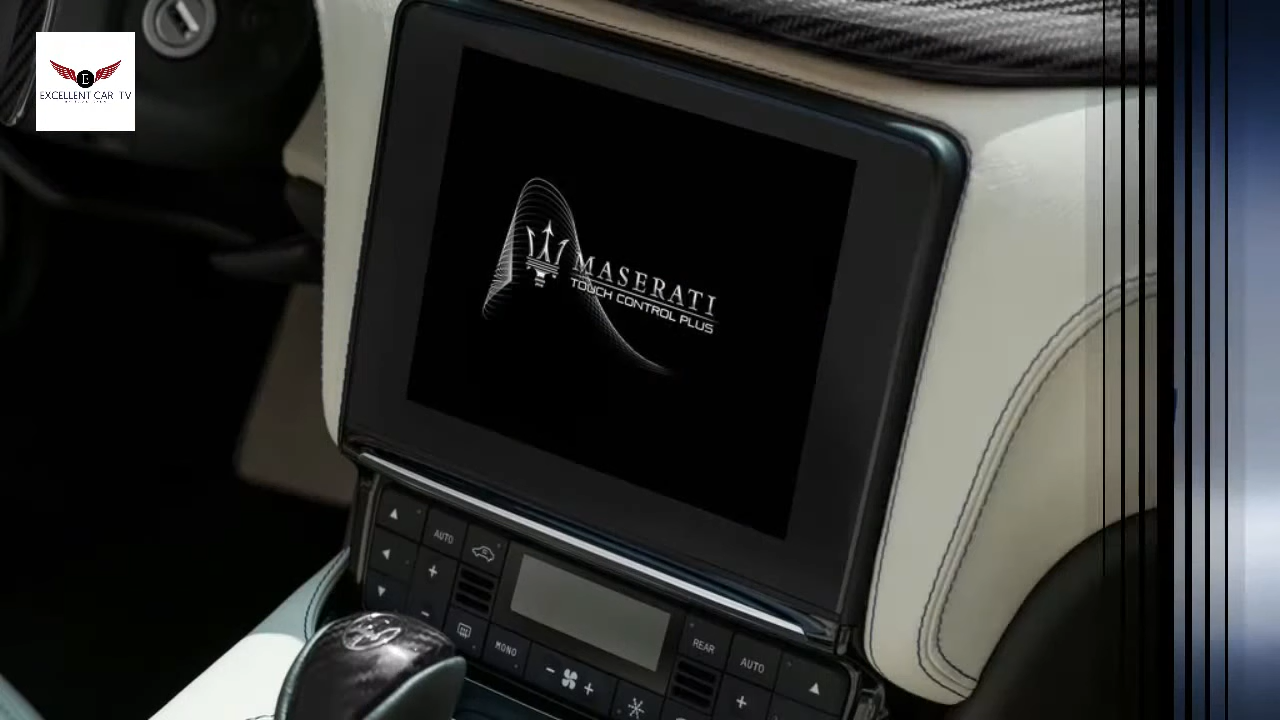 E
EXCELLENT CAR TV
MASERATI
TOUCH CONTROL PLUS
AUTO
MONO
REAR
AUTO